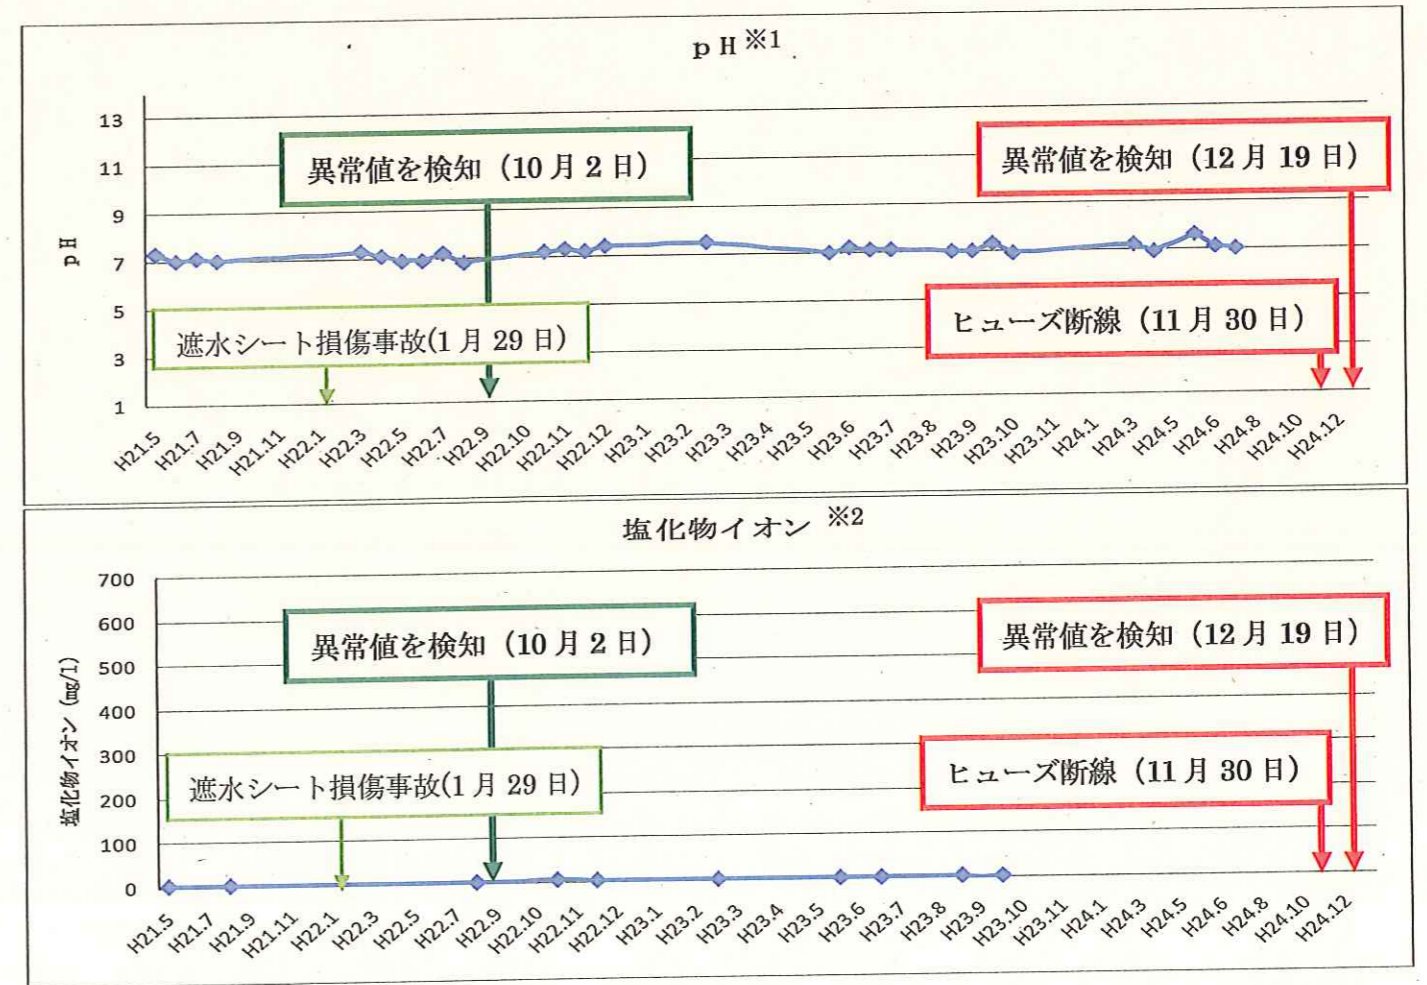 pH※1
13
11
9
7
5
3
1
pH
異常値を検知（10月2日）
異常値を検知（12月19日）
遮水シート損傷事故(1月29日)
ヒューズ断線（11月30日）
H21.5
H21.7
H21.9
H21.11
H22.1
H22.3
H22.5
H22.7
H22.9
H22.10
H22.11
H22.12
H23.1
H23.2
H23.3
H23.4
H23.5
H23.6
H23.7
H23.8
H23.9
H23.10
H23.11
H24.1
H24.3
H24.5
H24.6
H24.8
H24.10
H24.12
塩化物イオン※2
700
600
500
400
300
200
100
0
塩化物イオン (mg/l)
異常値を検知（10月2日）
異常値を検知（12月19日）
遮水シート損傷事故(1月29日)
ヒューズ断線（11月30日）
H21.5
H21.7
H21.9
H21.11
H22.1
H22.3
H22.5
H22.7
H22.9
H22.10
H22.11
H22.12
H23.1
H23.2
H23.3
H23.4
H23.5
H23.6
H23.7
H23.8
H23.9
H23.10
H23.11
H24.1
H24.3
H24.5
H24.6
H24.8
H24.10
H24.12